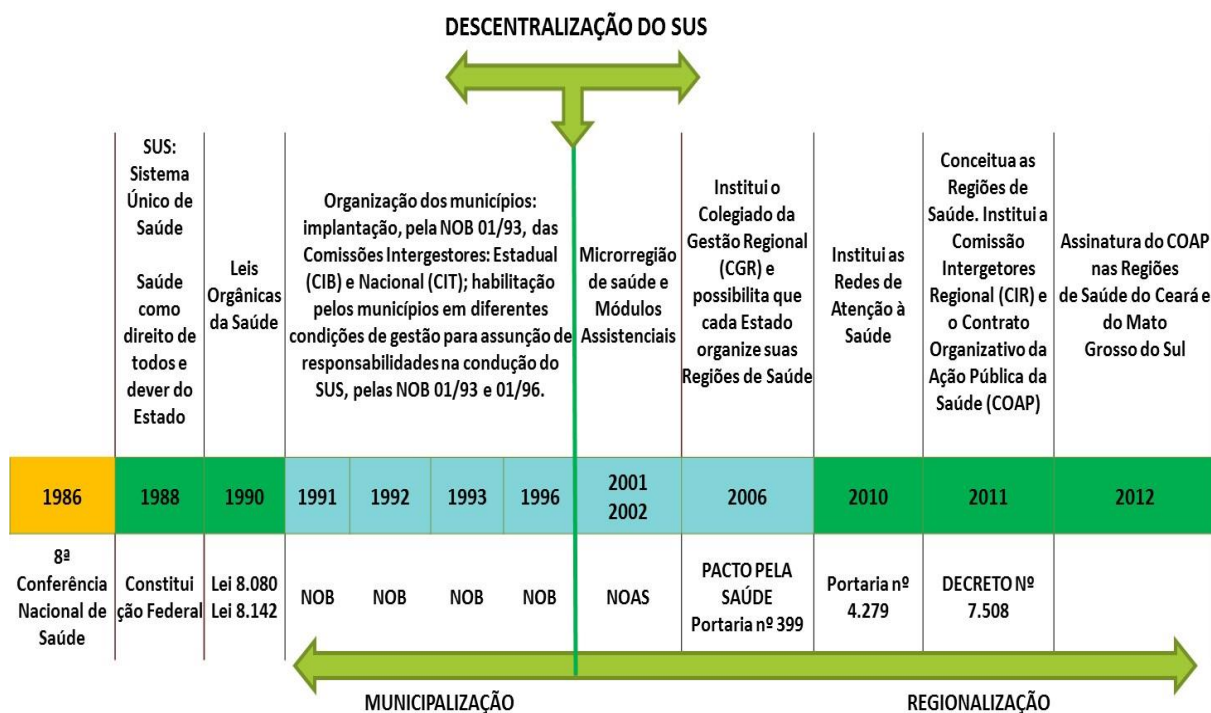 DESCENTRALIZAÇÃO DO SUS
SUS:
Sistema
Único de
Saúde
Saúde
como
direito de
todos e
dever do
Estado
Leis
Orgânicas
da Saúde
Organização dos municípios:
implantação, pela NOB 01/93, das
Comissões Intergestores: Estadual
(CIB) e Nacional (CIT); habilitação
pelos municípios em diferentes
condições de gestão para assunção de
responsabilidades na condução do
SUS, pelas NOB 01/93 e 01/96.
Microrregião
de saúde e
Módulos
Assistenciais
Institui o
Colegiado da
Gestão Regional
(CGR) e
possibilita que
cada Estado
organize suas
Regiões de Saúde
Institui as
Redes de
Atenção à
Saúde
Conceitua as
Regiões de
Saúde. Institui a
Comissão
Intergetores
Regional (CIR) e
o Contrato
Organizativo da
Ação Pública da
Saúde (COAP)
Assinatura do COAP
nas Regiões
de Saúde do Ceará e
do Mato
Grosso do Sul
1986
1988
1990
1991
1992
1993
1996
2001
2002
2006
2010
2011
2012
8ª
Conferência
Nacional de
Saúde
Constitui
ção Federal
Lei 8.080
Lei 8.142
NOB
NOB
NOB
NOB
NOAS
PACTO PELA
SAÚDE
Portaria nº 399
Portaria nº
4.279
DECRETO Nº
7.508
MUNICIPALIZAÇÃO
REGIONALIZAÇÃO